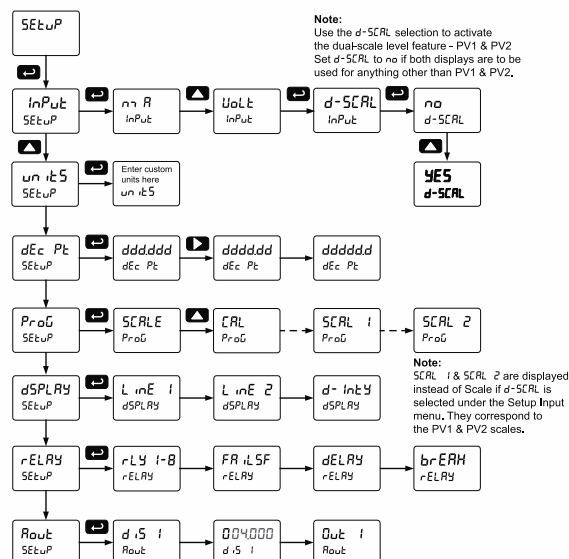 SEtuP
Note:
Use the d-SCAL selection to activate
the dual-scale level feature - PV1 & PV2
Set d-SCAL to no if both displays are to be
used for anything other than PV1 & PV2.
InPut
SEtuP
mA
InPut
VoLt
InPut
d-SCAL
InPut
no
d-SCAL
YES
d-SCAL
unitS
SEtuP
Enter custom
units here
unitS
dEc Pt
SEtuP
ddd.ddd
dEc Pt
dddd.dd
dEc Pt
ddddd.d
dEc Pt
ProG
SEtuP
SCALE
ProG
CAL
ProG
SCAL 1
ProG
SCAL 2
ProG
Note:
SCAL 1 & SCAL 2 are displayed
instead of Scale if d-SCAL is
selected under the Setup Input
menu. They correspond to
the PV1 & PV2 scales.
dSPLAY
SEtuP
LinE 1
dSPLAY
LinE 2
dSPLAY
d-IntY
dSPLAY
rELAY
SEtuP
rLY 1-8
rELAY
FAiLSF
rELAY
dELAY
rELAY
brEAK
rELAY
Aout
SEtuP
diS 1
Aout
004.000
diS 1
Out 1
Aout